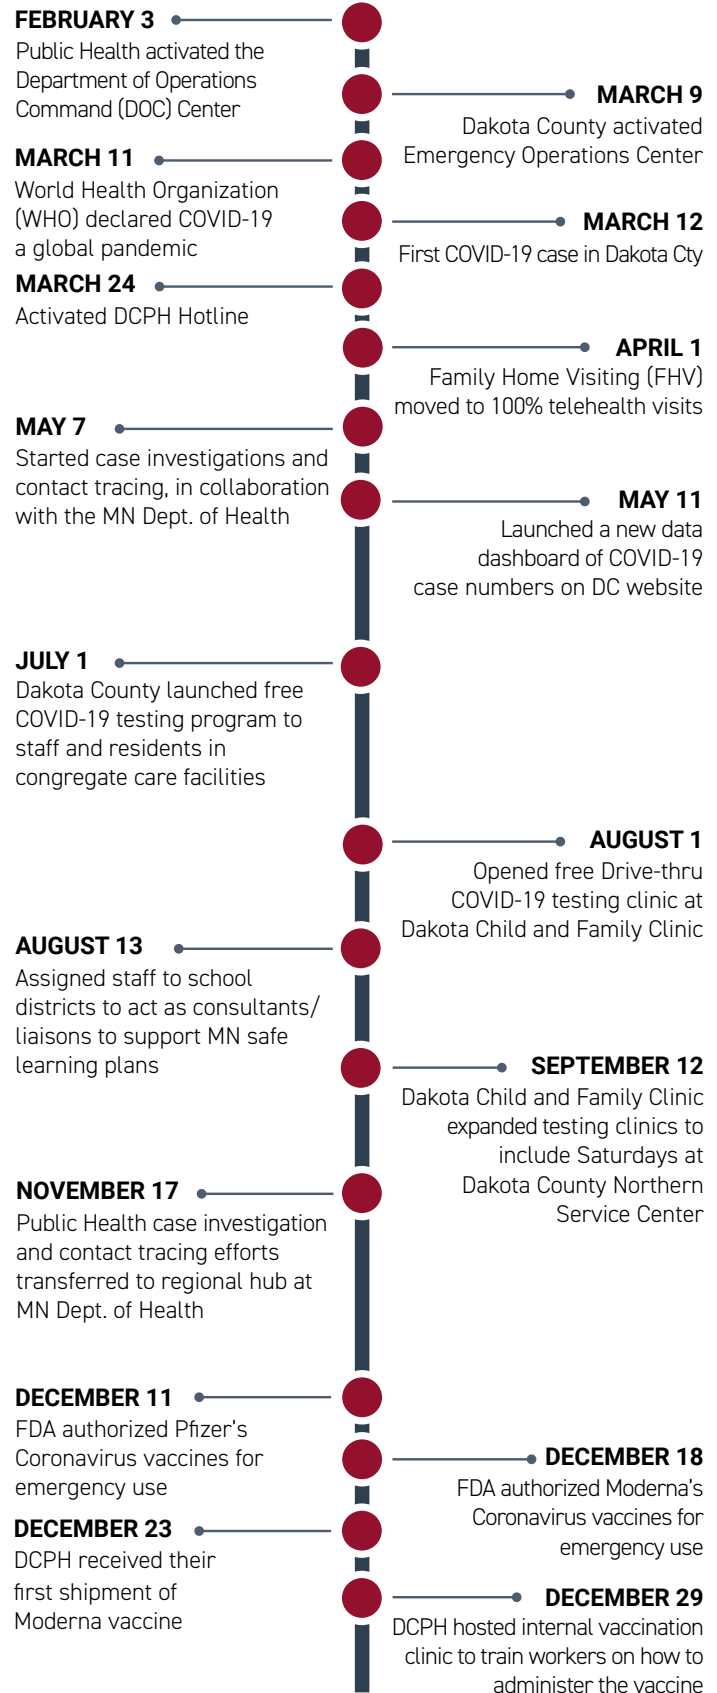 FEBRUARY 3
Public Health activated the
Department of Operations
Command (DOC) Center
MARCH 9
Dakota County activated
Emergency Operations Center
MARCH 11
World Health Organization
(WHO) declared COVID-19
a global pandemic
MARCH 12
First COVID-19 case in Dakota Cty
MARCH 24
Activated DCPH Hotline
APRIL 1
Family Home Visiting (FHV)
moved to 100% telehealth visits
MAY 7
Started case investigations and
contact tracing, in collaboration
with the MN Dept. of Health
MAY 11
Launched a new data
dashboard of COVID-19
case numbers on DC website
JULY 1
Dakota County launched free
COVID-19 testing program to
staff and residents in
congregate care facilities
AUGUST 1
Opened free Drive-thru
COVID-19 testing clinic at
Dakota Child and Family Clinic
AUGUST 13
Assigned staff to school
districts to act as consultants/
liaisons to support MN safe
learning plans
SEPTEMBER 12
Dakota Child and Family Clinic
expanded testing clinics to
include Saturdays at
Dakota County Northern
Service Center
NOVEMBER 17
Public Health case investigation
and contact tracing efforts
transferred to regional hub at
MN Dept. of Health
DECEMBER 11
FDA authorized Pfizer's
Coronavirus vaccines for
emergency use
DECEMBER 18
FDA authorized Moderna's
Coronavirus vaccines for
emergency use
DECEMBER 23
DCPH received their
first shipment of
Moderna vaccine
DECEMBER 29
DCPH hosted internal vaccination
clinic to train workers on how to
administer the vaccine